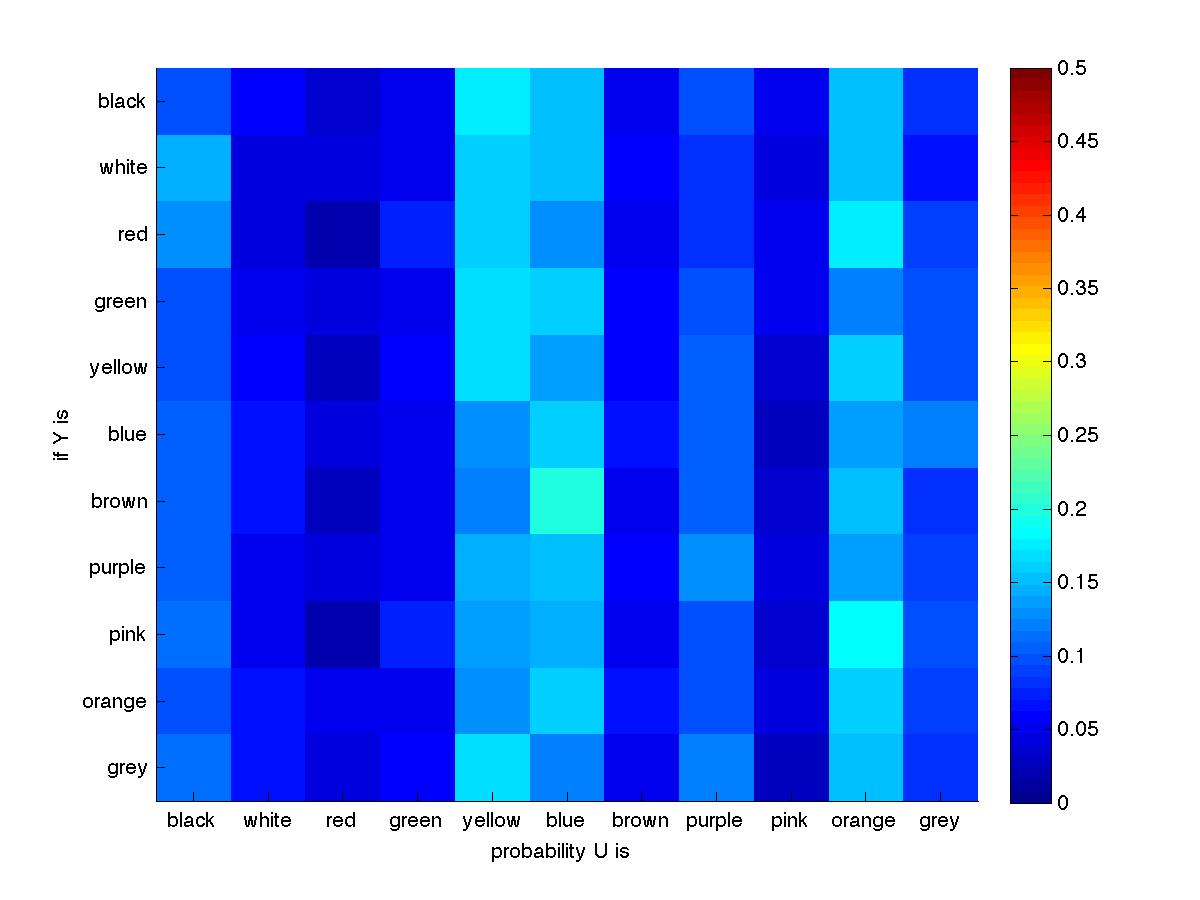 black
white
red
green
yellow
blue
brown
purple
pink
orange
grey
if Y is
black white red green yellow blue brown purple pink orange grey
probability U is
0.5
0.45
0.4
0.35
0.3
0.25
0.2
0.15
0.1
0.05
0